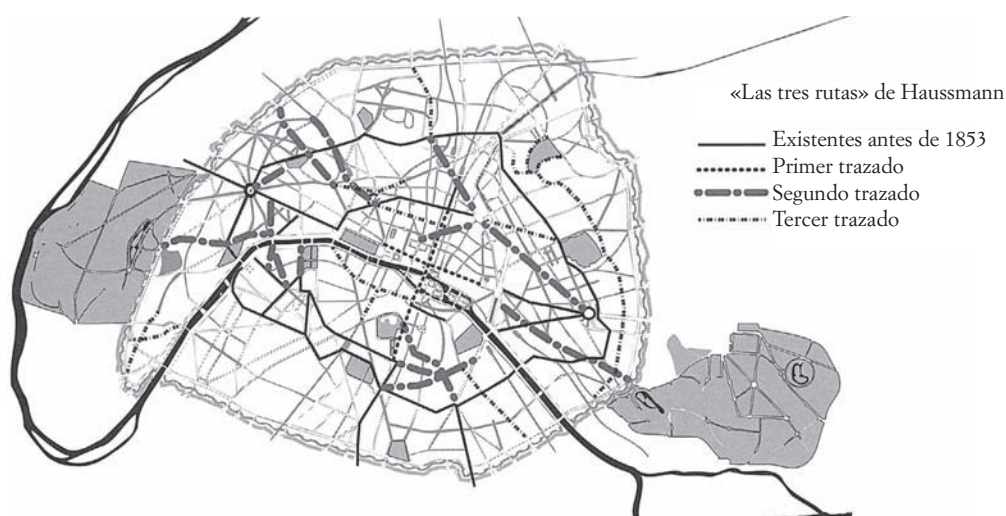 «Las tres rutas» de Haussmann
Existentes antes de 1853
Primer trazado
Segundo trazado
Tercer trazado